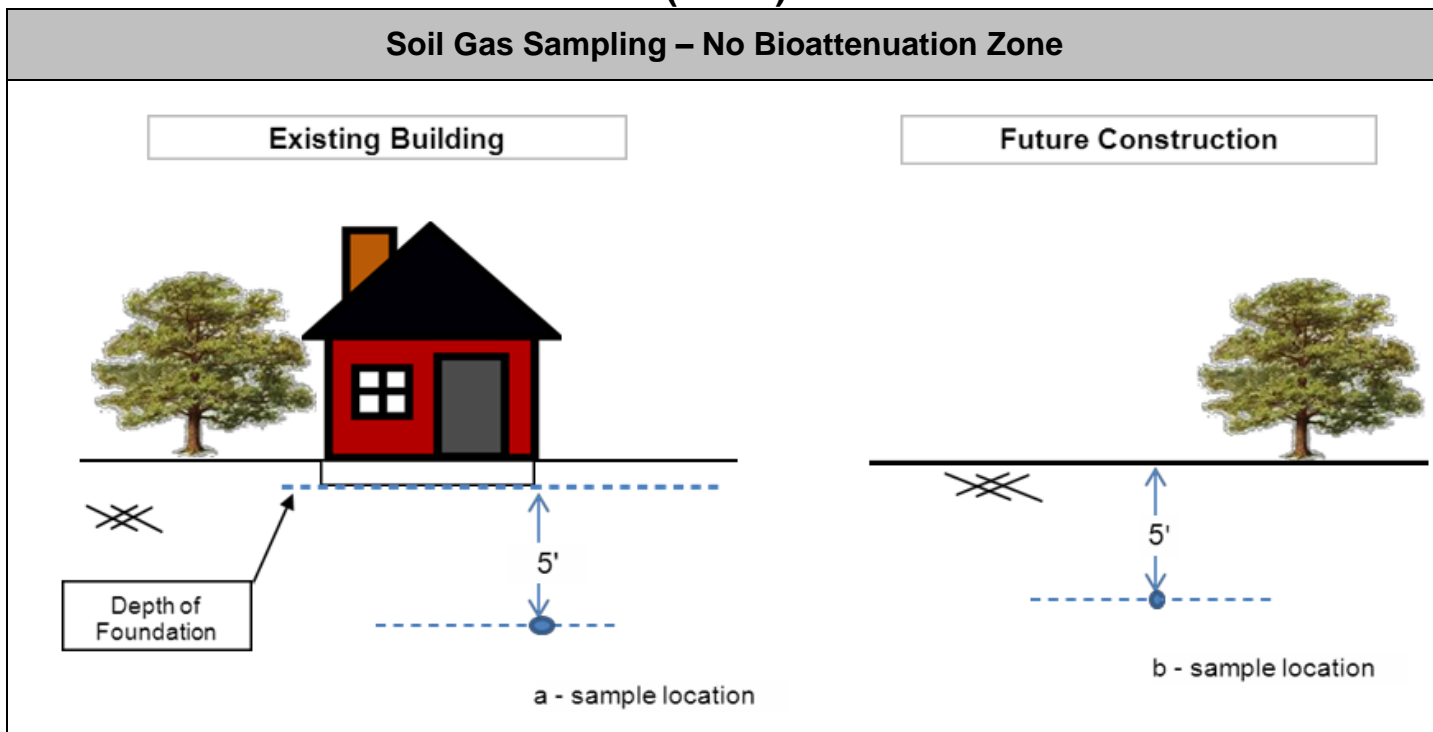 Soil Gas Sampling – No Bioattenuation Zone
Existing Building
Future Construction
5'
5'
Depth of
Foundation
a - sample location
b - sample location